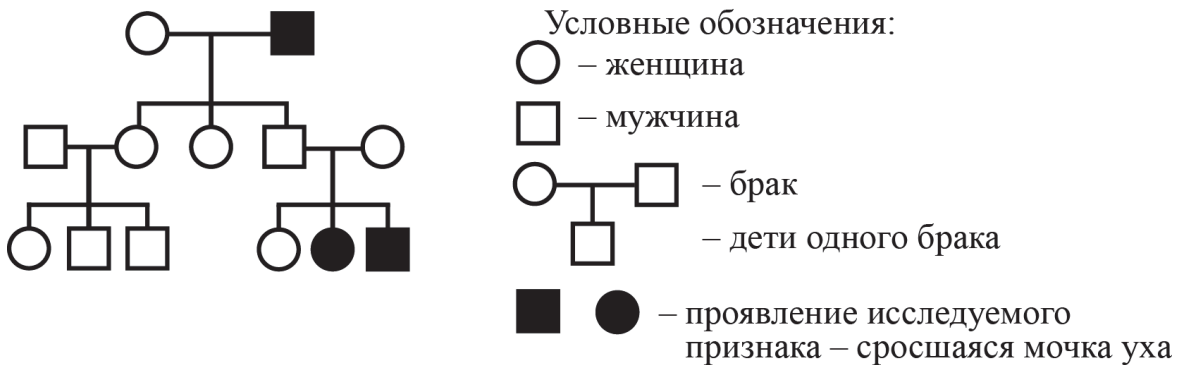 Условные обозначения:
– женщина
– мужчина
– брак
– дети одного брака
– проявление исследуемого
признака – сросшаяся мочка уха